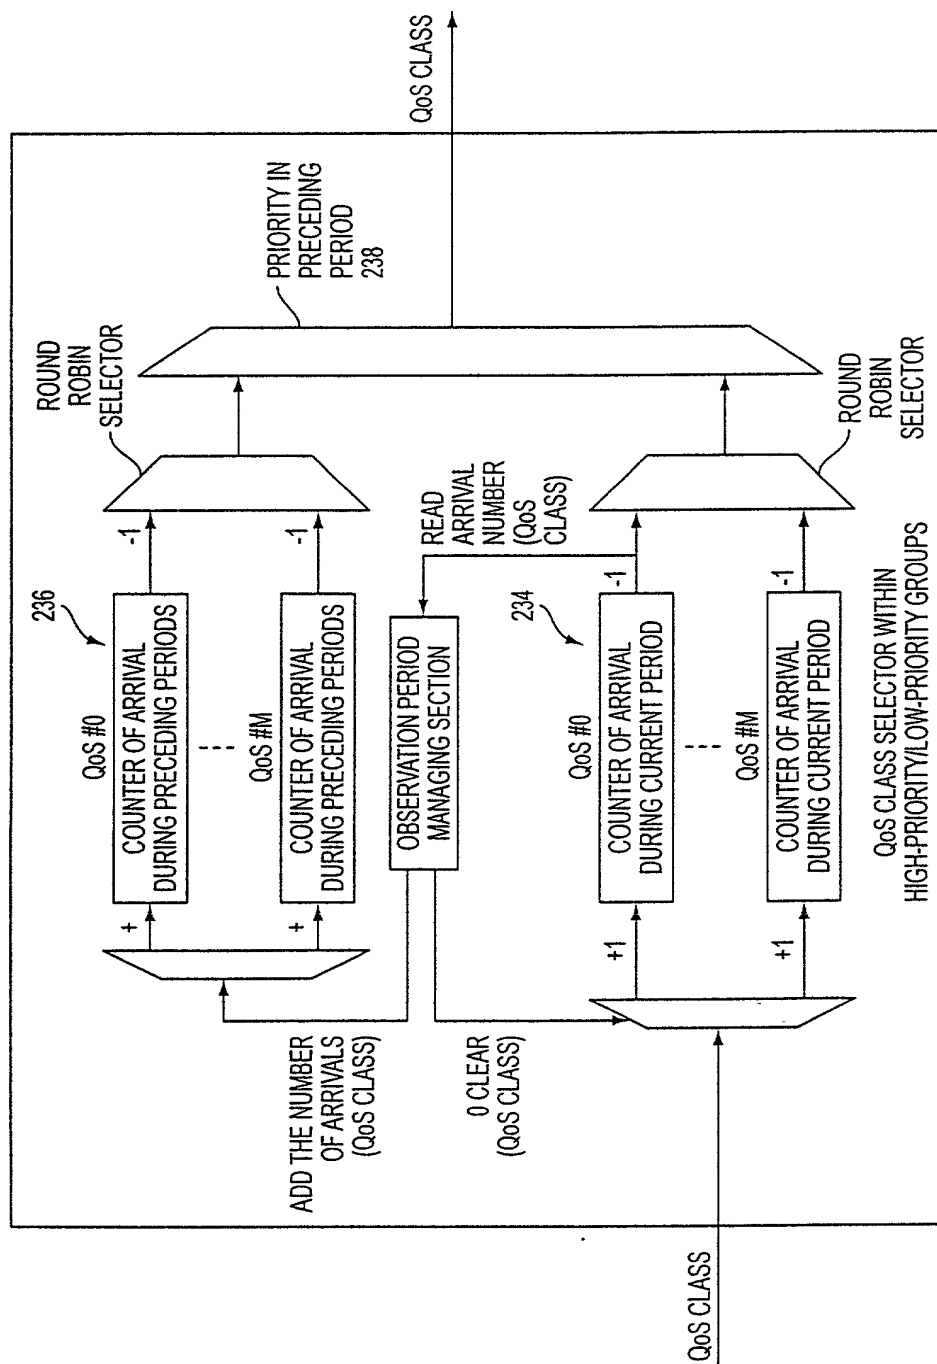 QoS CLASS
ADD THE NUMBER
OF ARRIVALS
(QoS CLASS)
0 CLEAR
(QoS CLASS)
236
QoS #0
COUNTER OF ARRIVAL
DURING PRECEDING PERIODS
+
-1
QoS #M
COUNTER OF ARRIVAL
DURING PRECEDING PERIODS
+
-1
ROUND
ROBIN
SELECTOR
OBSERVATION PERIOD
MANAGING SECTION
READ
ARRIVAL
NUMBER
(QoS
CLASS)
234
QoS #0
COUNTER OF ARRIVAL
DURING CURRENT PERIOD
+1
-1
QoS #M
COUNTER OF ARRIVAL
DURING CURRENT PERIOD
+1
-1
ROUND
ROBIN
SELECTOR
PRIORITY IN
PRECEDING
PERIOD
238
QoS CLASS
QoS CLASS SELECTOR WITHIN
HIGH-PRIORITY/LOW-PRIORITY GROUPS